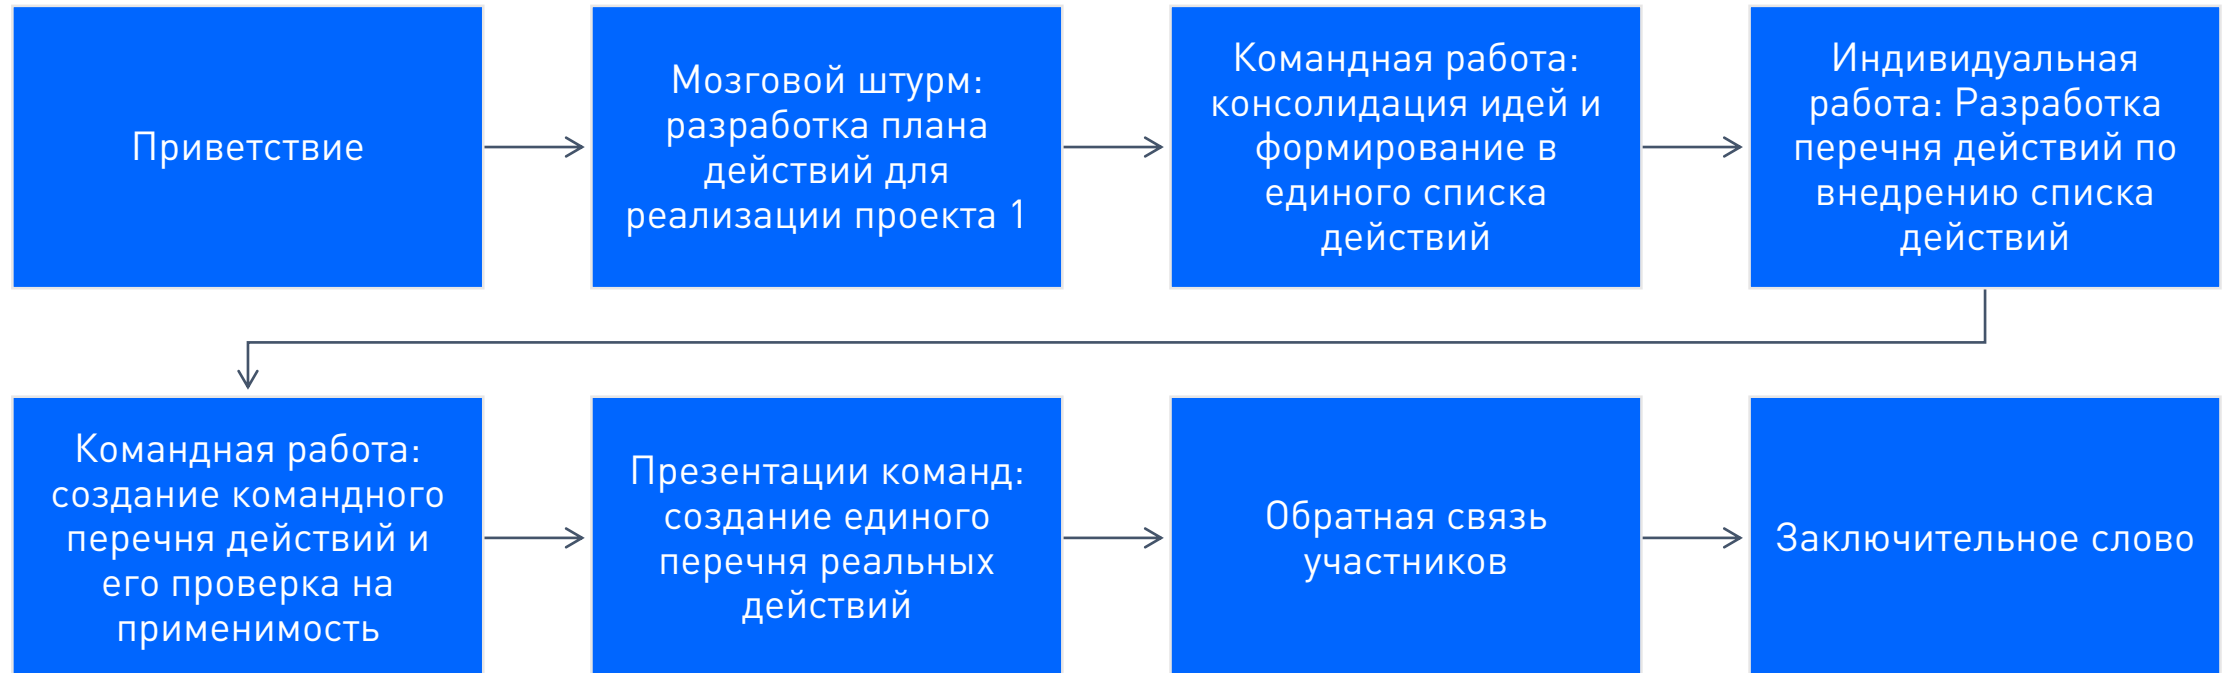 Приветствие
Мозговой штурм:
разработка плана
действий для
реализации проекта 1
Командная работа:
консолидация идей и
формирование в
единого списка
действий
Индивидуальная
работа: Разработка
перечня действий по
внедрению списка
действий
Командная работа:
создание командного
перечня действий и
его проверка на
применимость
Презентации команд:
создание единого
перечня реальных
действий
Обратная связь
участников
Заключительное слово